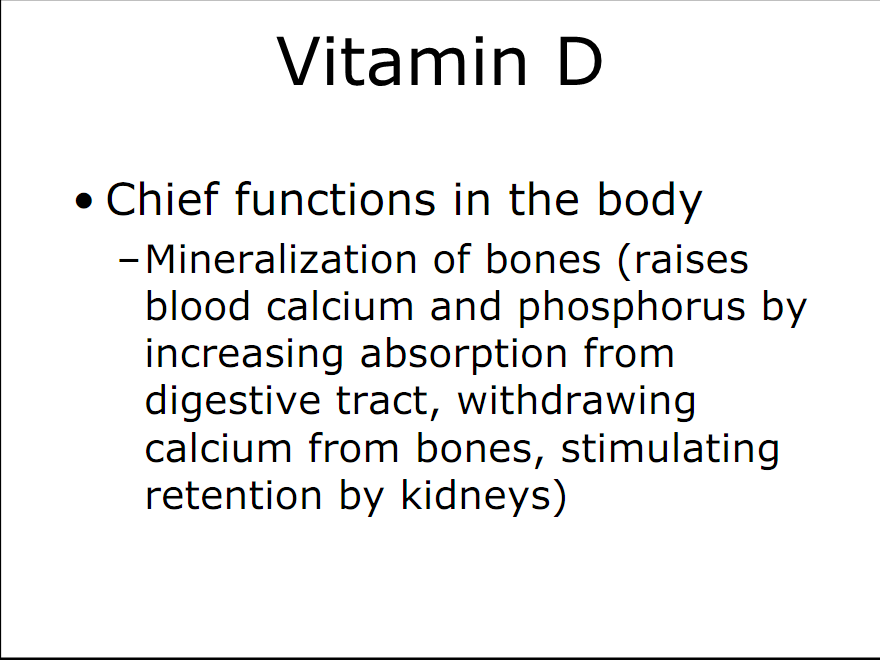 Vitamin D
• Chief functions in the body
–Mineralization of bones (raises
blood calcium and phosphorus by
increasing absorption from
digestive tract, withdrawing
calcium from bones, stimulating
retention by kidneys)